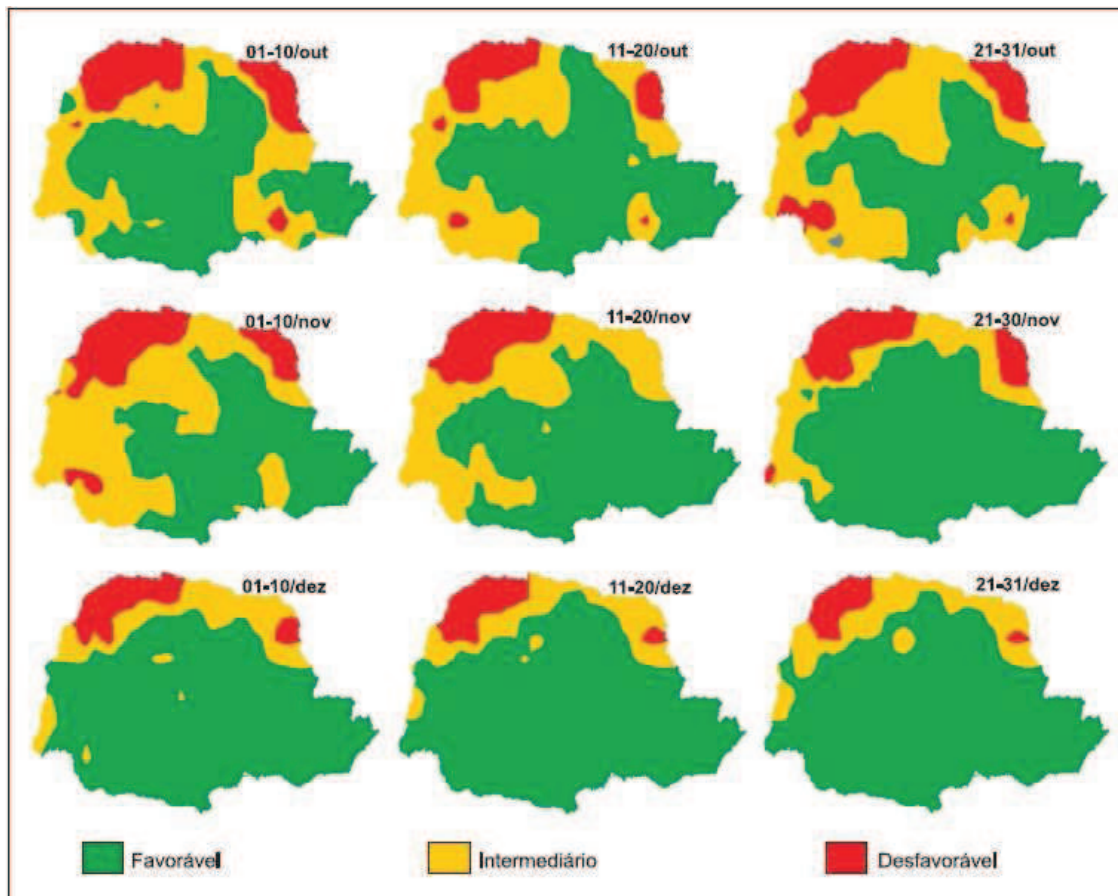 01-10/out
11-20/out
21-31/out
01-10/nov
11-20/nov
21-30/nov
01-10/dez
11-20/dez
21-31/dez
Favorável
Intermediário
Desfavorável